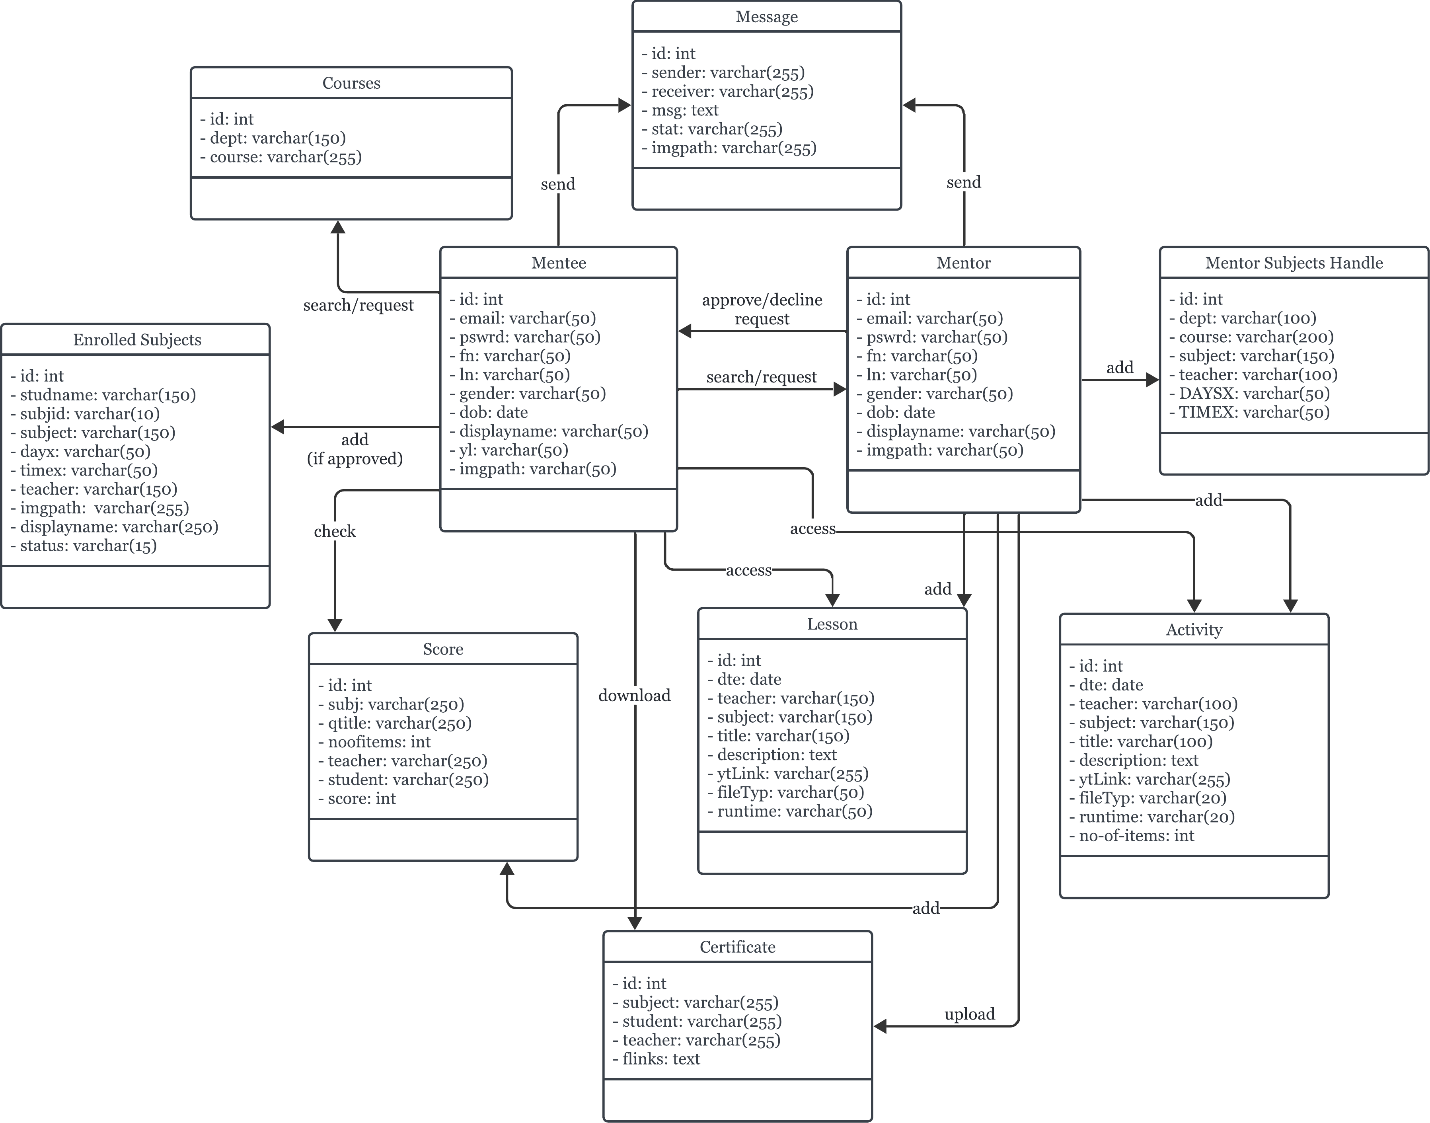 Message
- id: int
- sender: varchar(255)
- receiver: varchar(255)
- msg: text
- stat: varchar(255)
- imgpath: varchar(255)
Courses
- id: int
- dept: varchar(150)
- course: varchar(255)
send
send
search/request
Mentee
- id: int
- email: varchar(50)
- pswrd: varchar(50)
- fn: varchar(50)
- ln: varchar(50)
- gender: varchar(50)
- dob: date
- displayname: varchar(50)
- yl: varchar(50)
- imgpath: varchar(50)
approve/decline
request
search/request
Mentor
- id: int
- email: varchar(50)
- pswrd: varchar(50)
- fn: varchar(50)
- ln: varchar(50)
- gender: varchar(50)
- dob: date
- displayname: varchar(50)
- imgpath: varchar(50)
add
Mentor Subjects Handle
- id: int
- dept: varchar(100)
- course: varchar(200)
- subject: varchar(150)
- teacher: varchar(100)
- DAYSX: varchar(50)
- TIMEX: varchar(50)
Enrolled Subjects
- id: int
- studname: varchar(150)
- subjid: varchar(10)
- subject: varchar(150)
- dayx: varchar(50)
- timex: varchar(50)
- teacher: varchar(150)
- imgpath:  varchar(255)
- displayname: varchar(250)
- status: varchar(15)
add
(if approved)
check
access
access
add
add
download
Score
- id: int
- subj: varchar(250)
- qtitle: varchar(250)
- noofitems: int
- teacher: varchar(250)
- student: varchar(250)
- score: int
Lesson
- id: int
- dte: date
- teacher: varchar(150)
- subject: varchar(150)
- title: varchar(150)
- description: text
- ytLink: varchar(255)
- fileTyp: varchar(50)
- runtime: varchar(50)
Activity
- id: int
- dte: date
- teacher: varchar(100)
- subject: varchar(150)
- title: varchar(100)
- description: text
- ytLink: varchar(255)
- fileTyp: varchar(20)
- runtime: varchar(20)
- no-of-items: int
add
Certificate
- id: int
- subject: varchar(255)
- student: varchar(255)
- teacher: varchar(255)
- flinks: text
upload